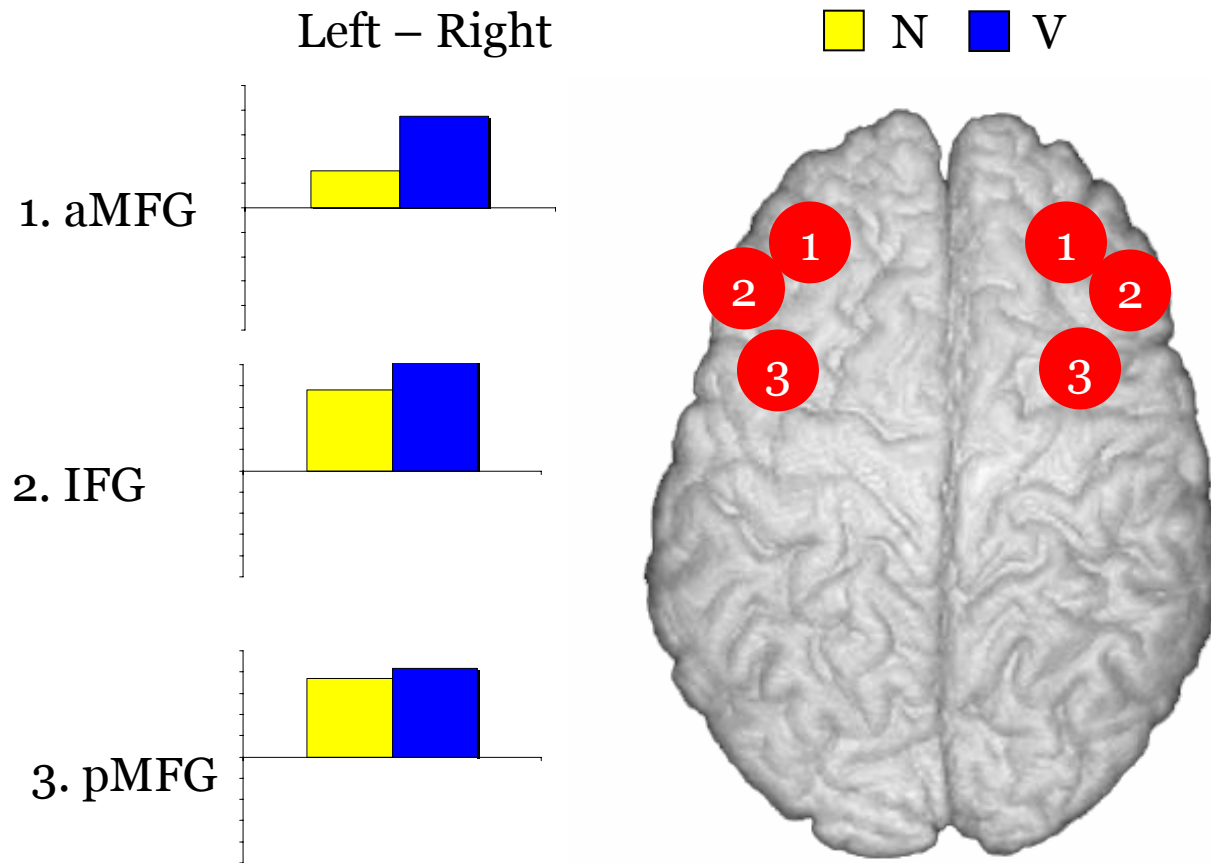 Left – Right
N V
1. aMFG
2. IFG
3. pMFG
1 1
2 2
3 3